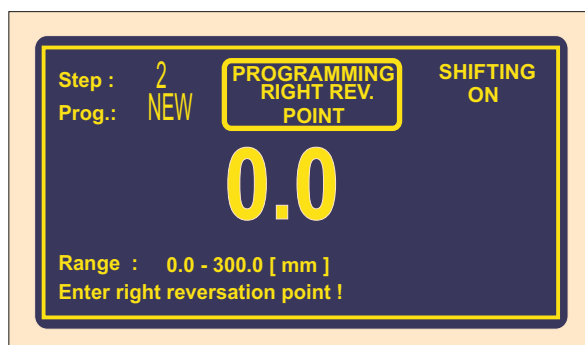 Step : 2
Prog.: NEW
PROGRAMMING
RIGHT REV.
POINT
SHIFTING
ON
0.0
Range : 0.0 - 300.0 [ mm ]
Enter right reversation point !